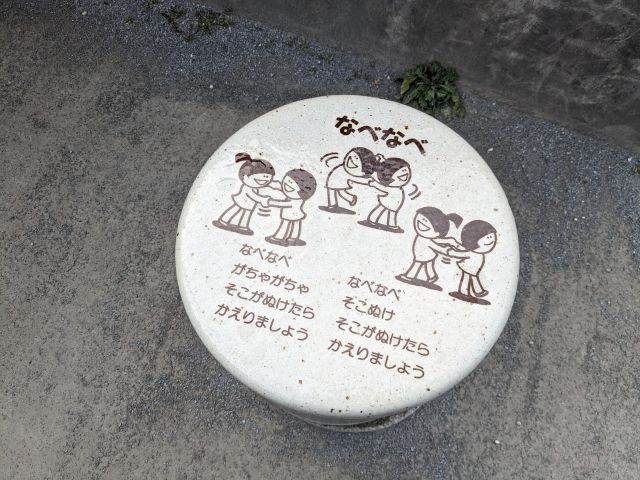 なべなべ
なべなべ
がちゃがちゃ
そこがぬけたら
かえりましよう
なべなべ
そこぬけ
そこがぬけたら
かえりましよう